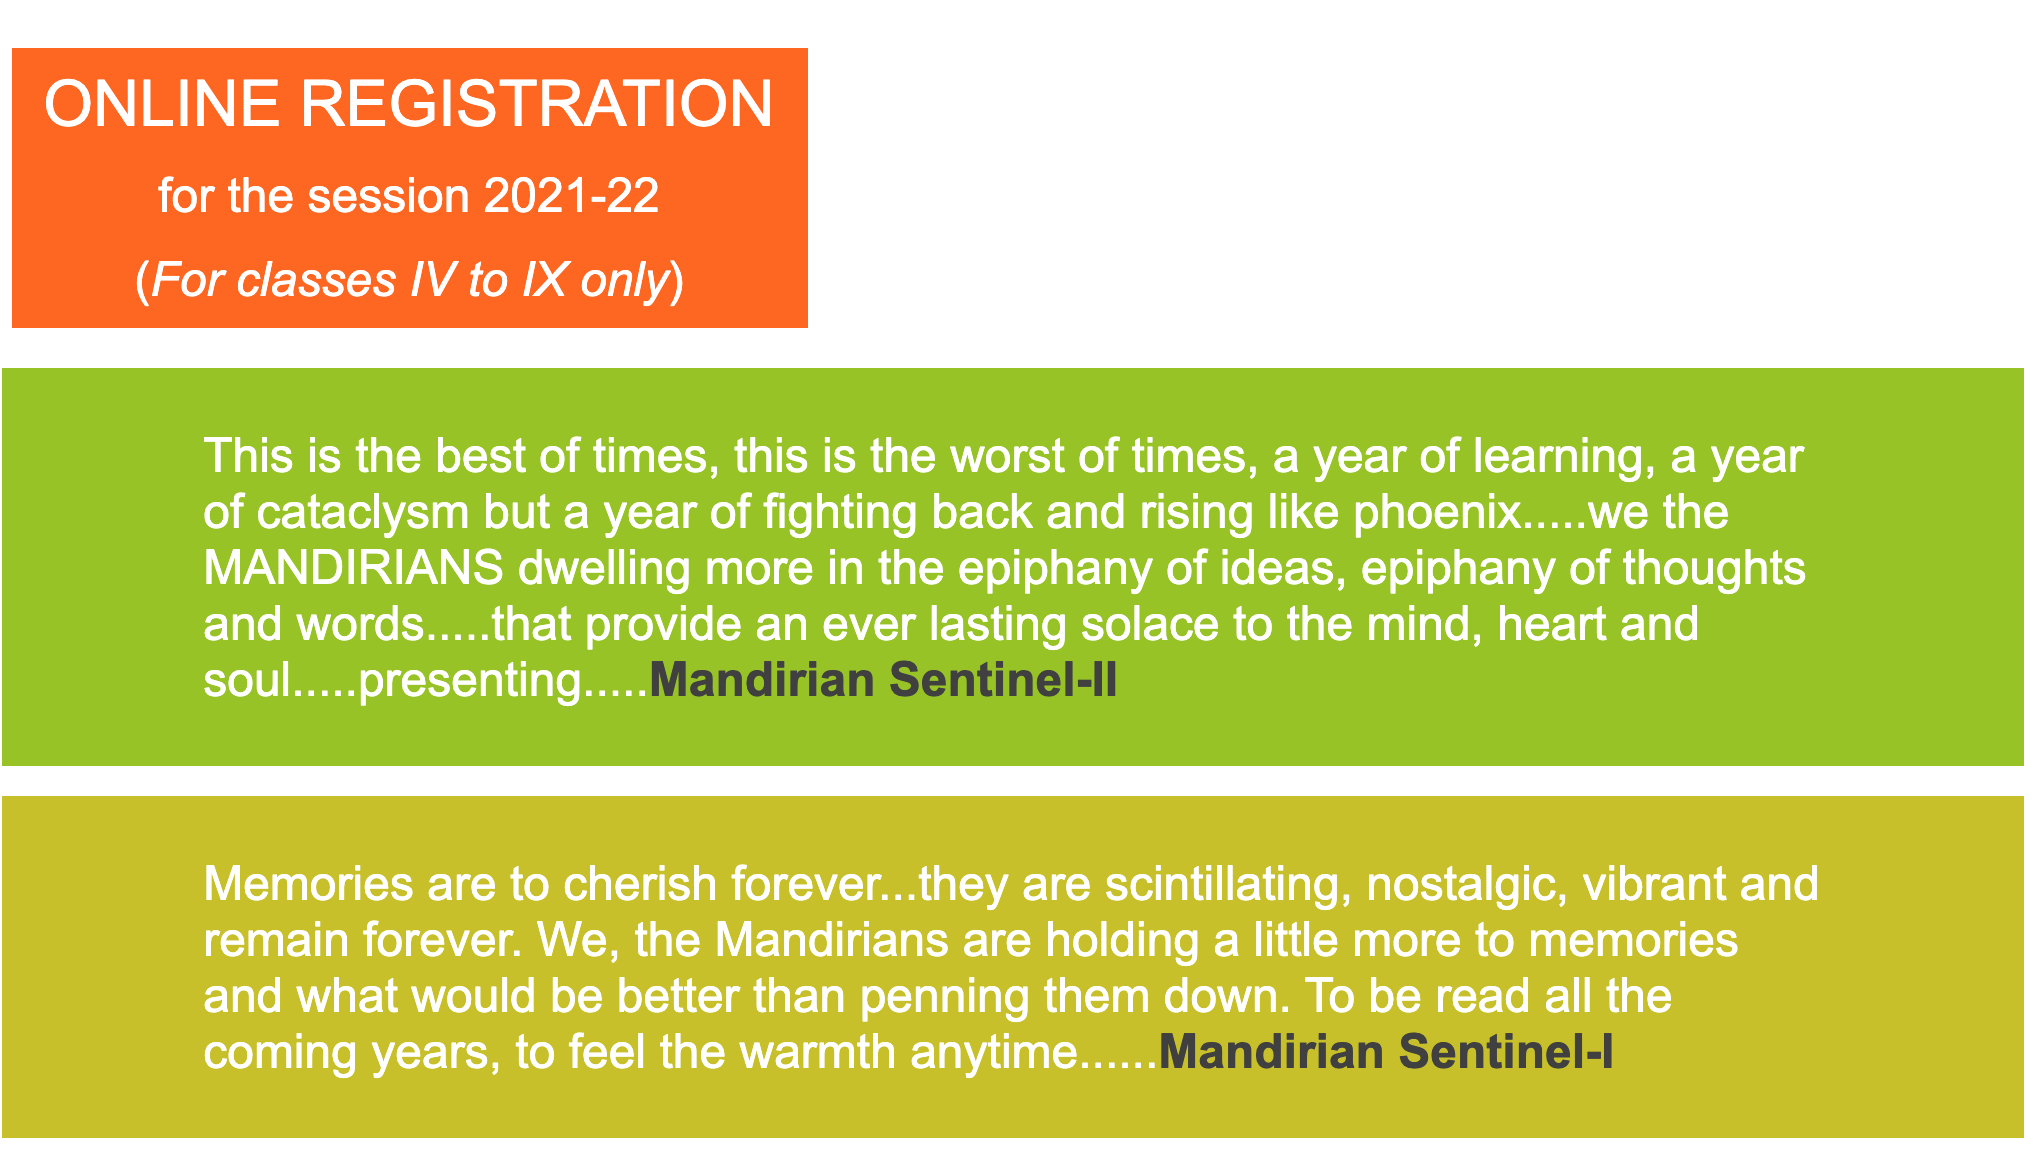 ONLINE REGISTRATION
for the session 2021-22
(For classes IV to IX only)
This is the best of times, this is the worst of times, a year of learning, a year
of cataclysm but a year of fighting back and rising like phoenix.....we the
MANDIRIANS dwelling more in the epiphany of ideas, epiphany of thoughts
and words.....that provide an ever lasting solace to the mind, heart and
soul.....presenting.....Mandirian Sentinel-II
Memories are to cherish forever...they are scintillating, nostalgic, vibrant and
remain forever. We, the Mandirians are holding a little more to memories
and what would be better than penning them down. To be read all the
coming years, to feel the warmth anytime......Mandirian Sentinel-I